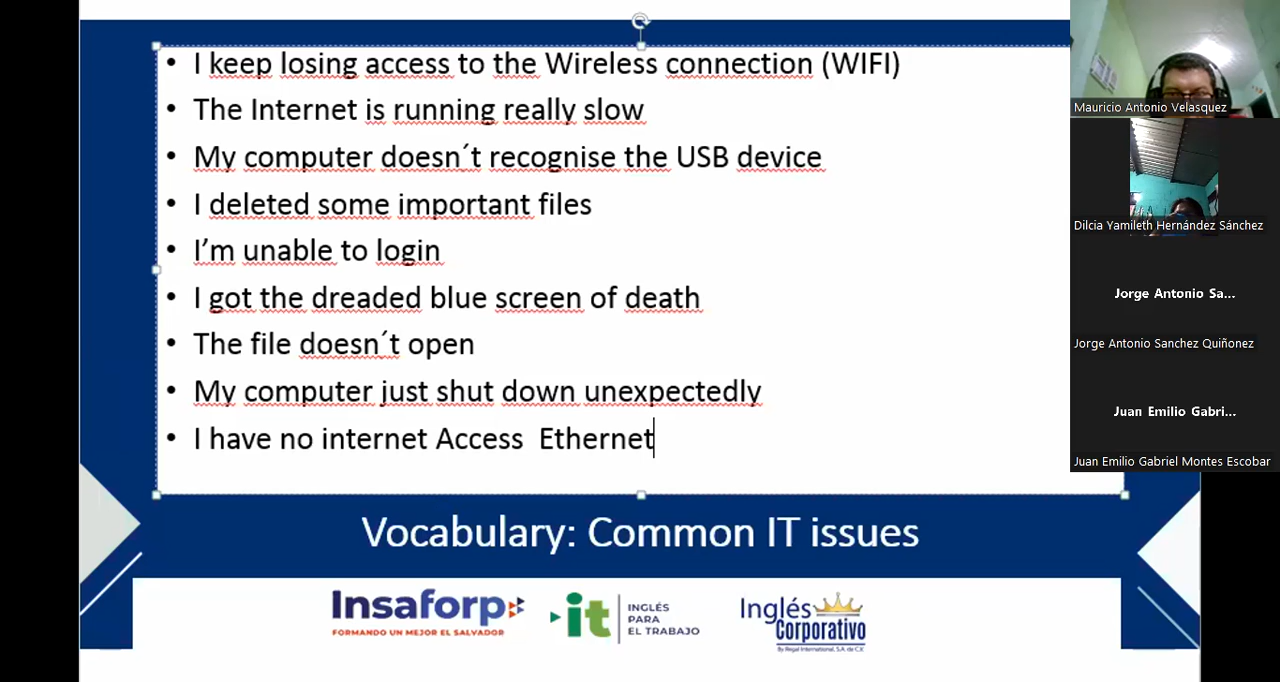 • I keep losing access to the Wireless connection (WIFI)
• The Internet is running really slow
• My computer doesn´t recognise the USB device
• I deleted some important files
• I’m unable to login
• I got the dreaded blue screen of death
• The file doesn´t open
• My computer just shut down unexpectedly
• I have no internet Access  Ethernet
Vocabulary: Common IT issues
Insaforp
FORMANDO UN MEJOR EL SALVADOR
it
INGLÉS
PARA
EL TRABAJO
Inglés
Corporativo
By Regal International, S.A. de C.V.
Mauricio Antonio Velasquez
Dilcia Yamileth Hernández Sánchez
Jorge Antonio Sa...
Jorge Antonio Sanchez Quiñonez
Juan Emilio Gabri...
Juan Emilio Gabriel Montes Escobar